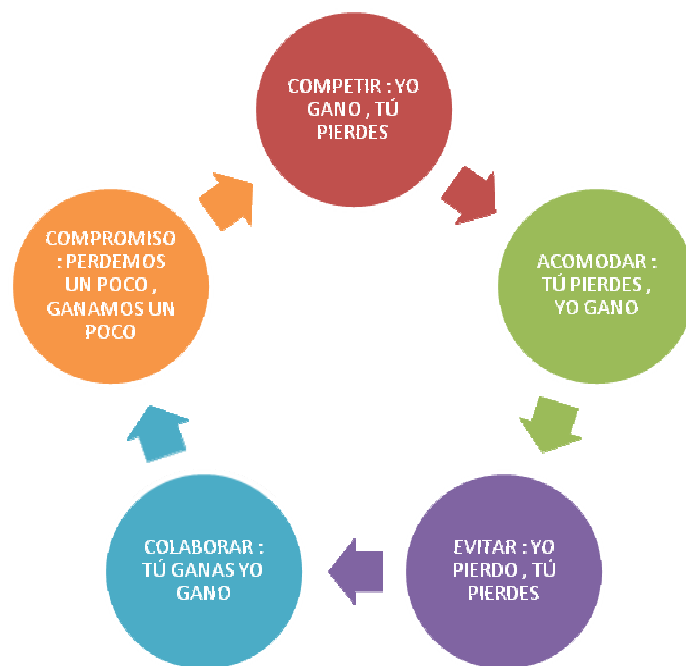 COMPETIR : YO
GANO , TÚ
PIERDES
ACOMODAR :
TÚ PIERDES ,
YO GANO
EVITAR : YO
PIERDO , TÚ
PIERDES
COLABORAR :
TÚ GANAS YO
GANO
COMPROMISO
: PERDEMOS
UN POCO ,
GANAMOS UN
POCO